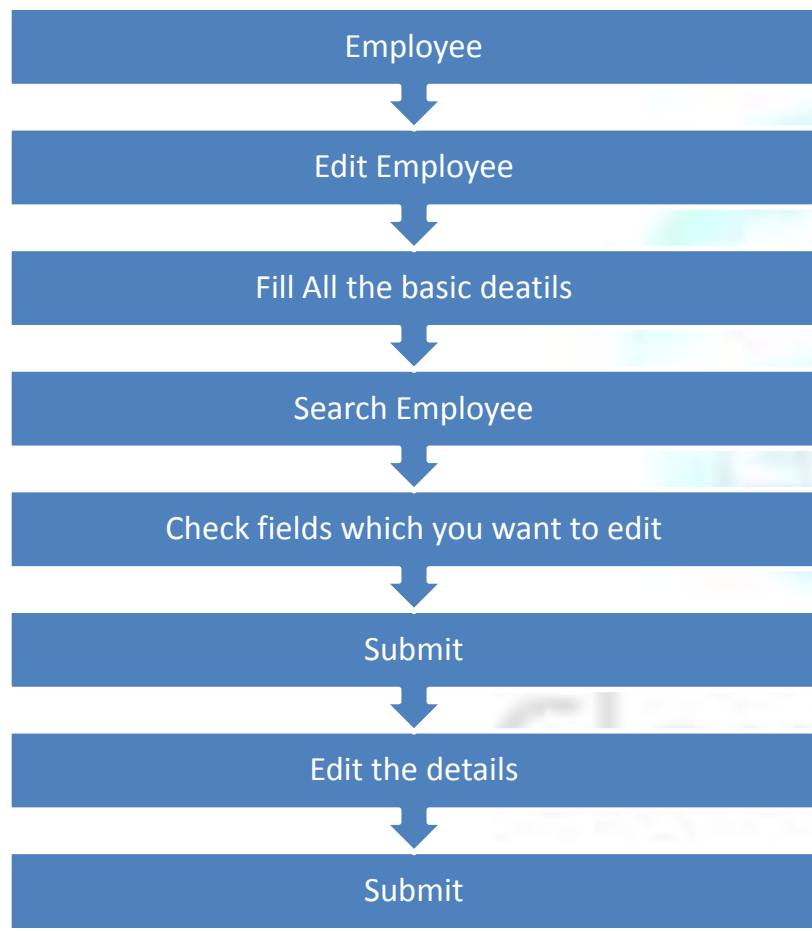 Employee
Edit Employee
Fill All the basic deatils
Search Employee
Check fields which you want to edit
Submit
Edit the details
Submit